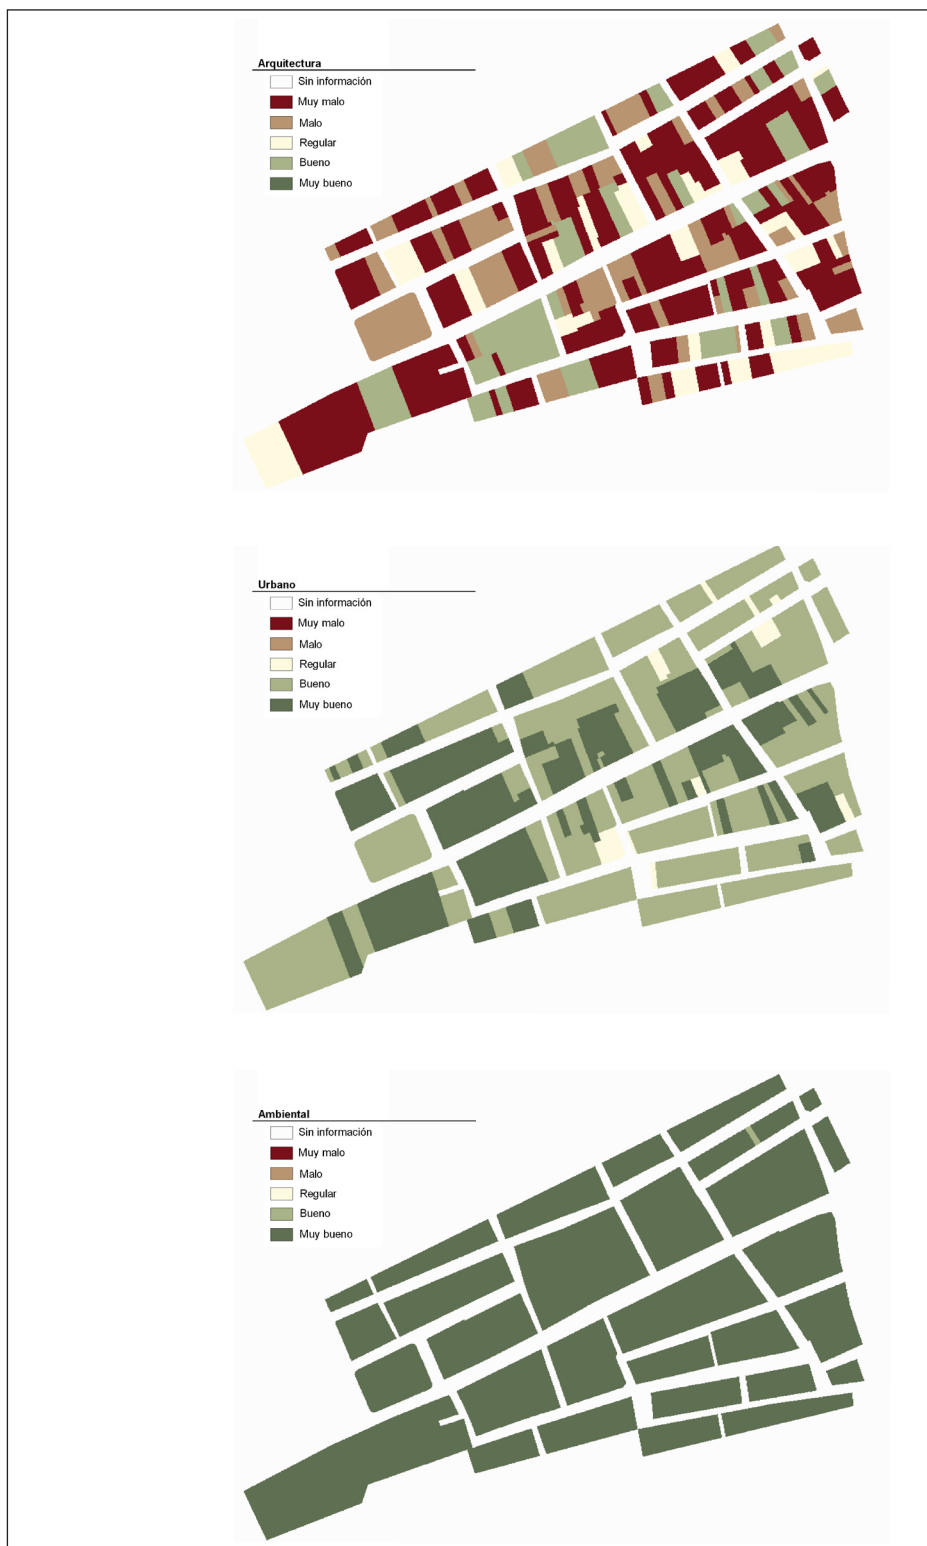 Arquitectura
Sin información
Muy malo
Malo
Regular
Bueno
Muy bueno
Urbano
Sin información
Muy malo
Malo
Regular
Bueno
Muy bueno
Ambiental
Sin información
Muy malo
Malo
Regular
Bueno
Muy bueno